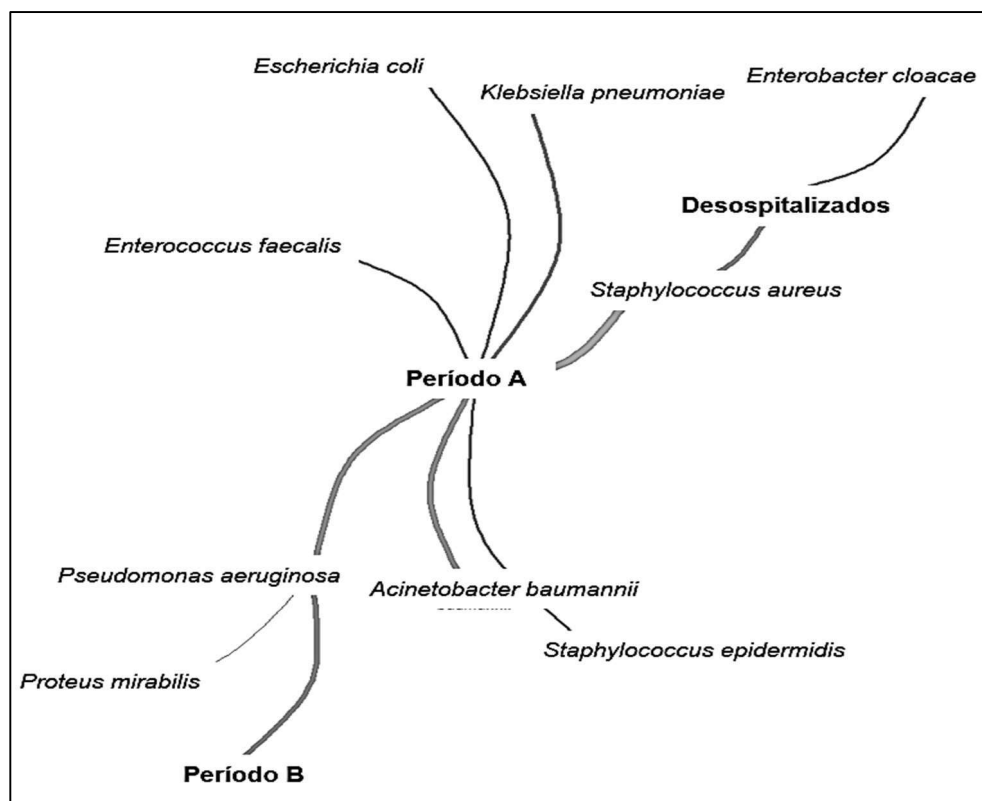 Escherichia coli
Klebsiella pneumoniae
Enterobacter cloacae
Desospitalizados
Enterococcus faecalis
Staphylococcus aureus
Período A
Pseudomonas aeruginosa
Acinetobacter baumannii
Staphylococcus epidermidis
Proteus mirabilis
Período B